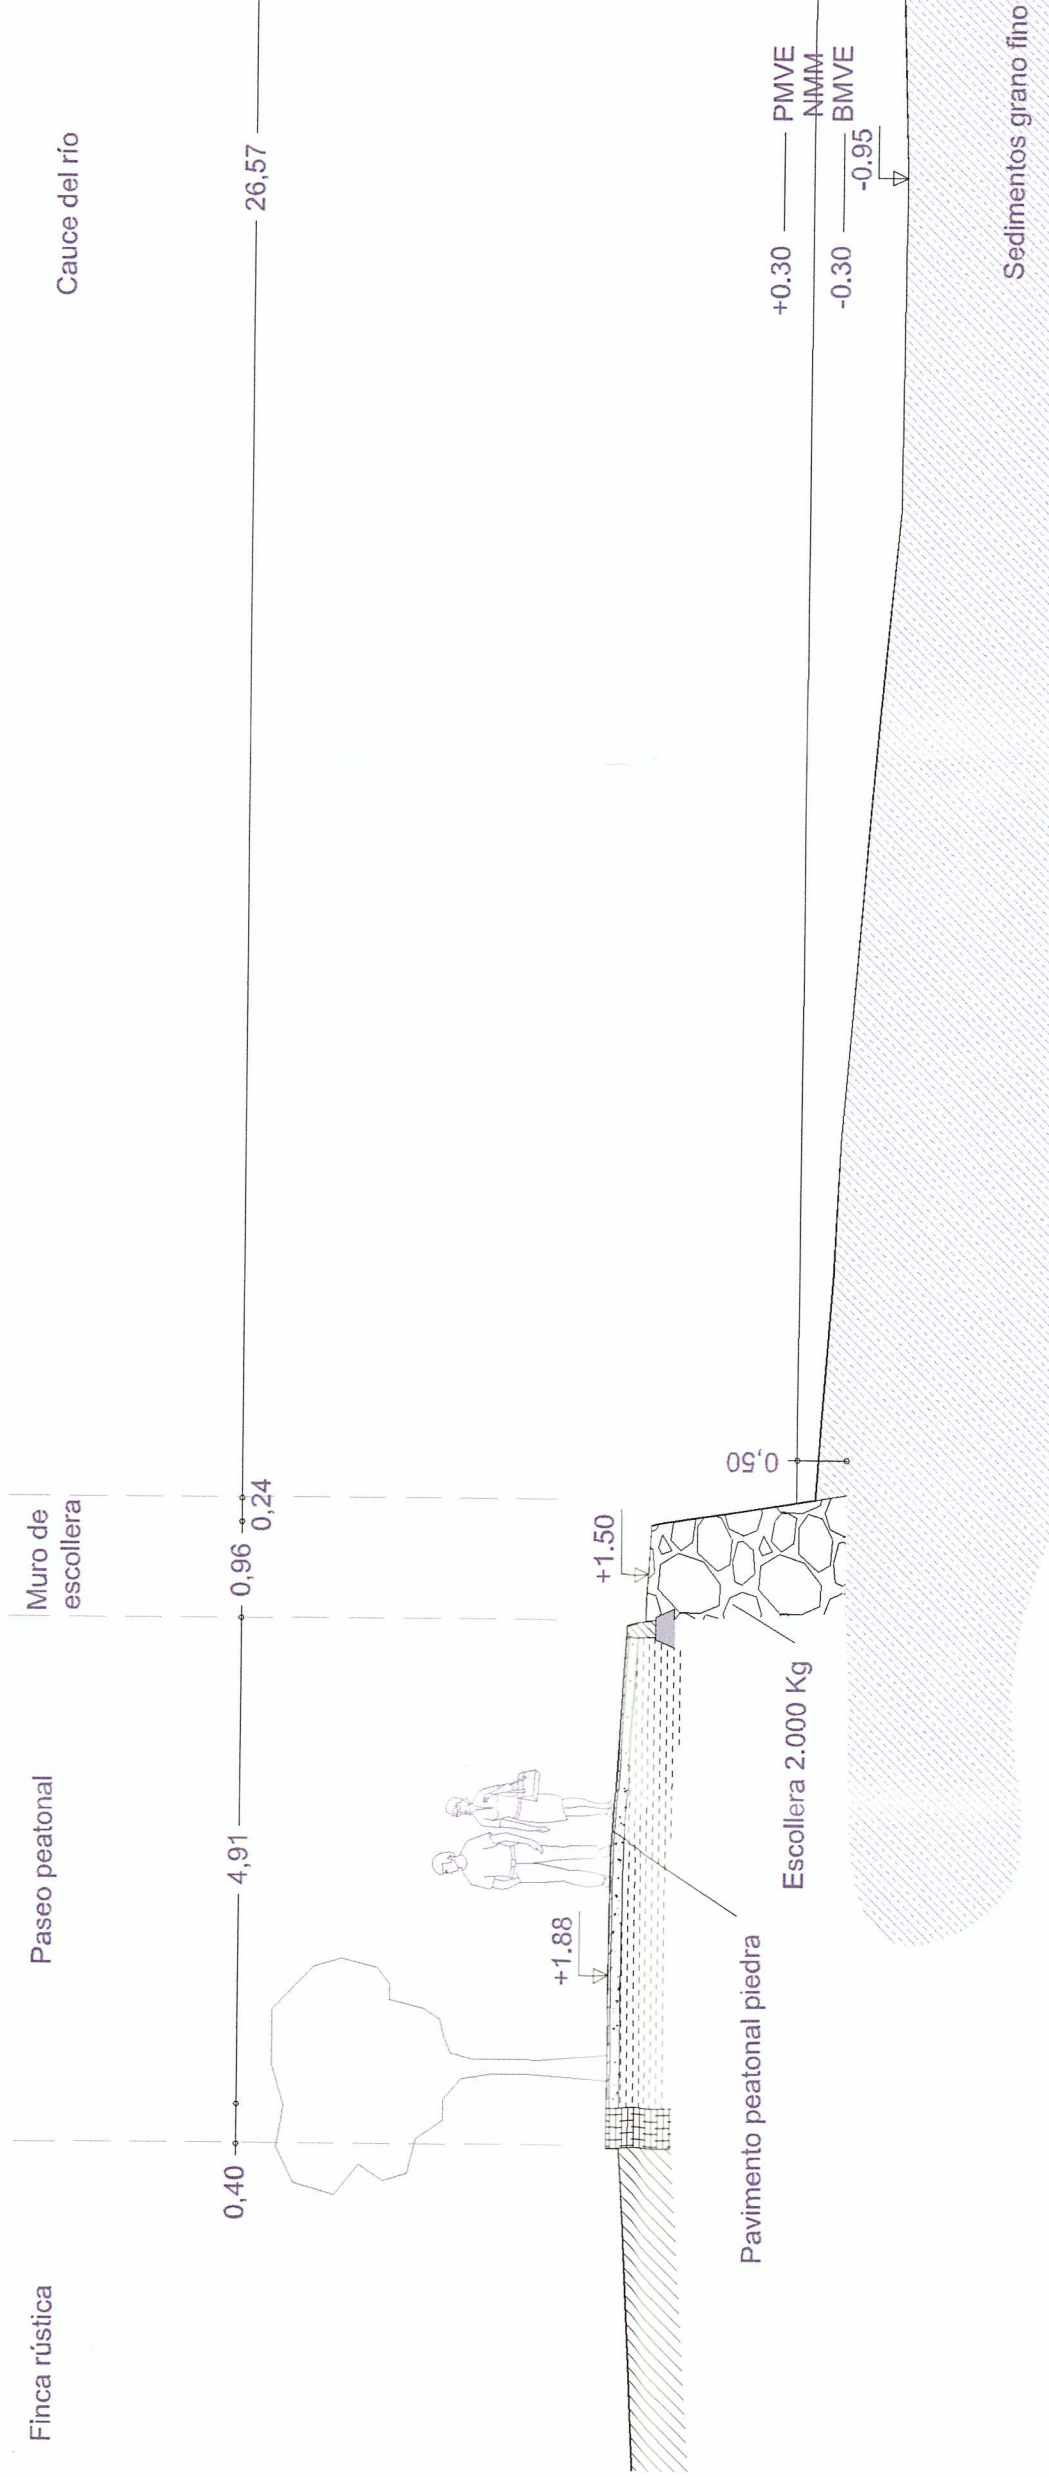 Finca rústica
Paseo peatonal
Muro de
escollera
Cauce del río
0,40
4,91
0,96
0,24
26,57
+1.88
+1.50
0,50
+0.30
PMVE
NMM
-0.30
BMVE
-0.95
Pavimento peatonal piedra
Escollera 2.000 Kg
Sedimentos grano fino